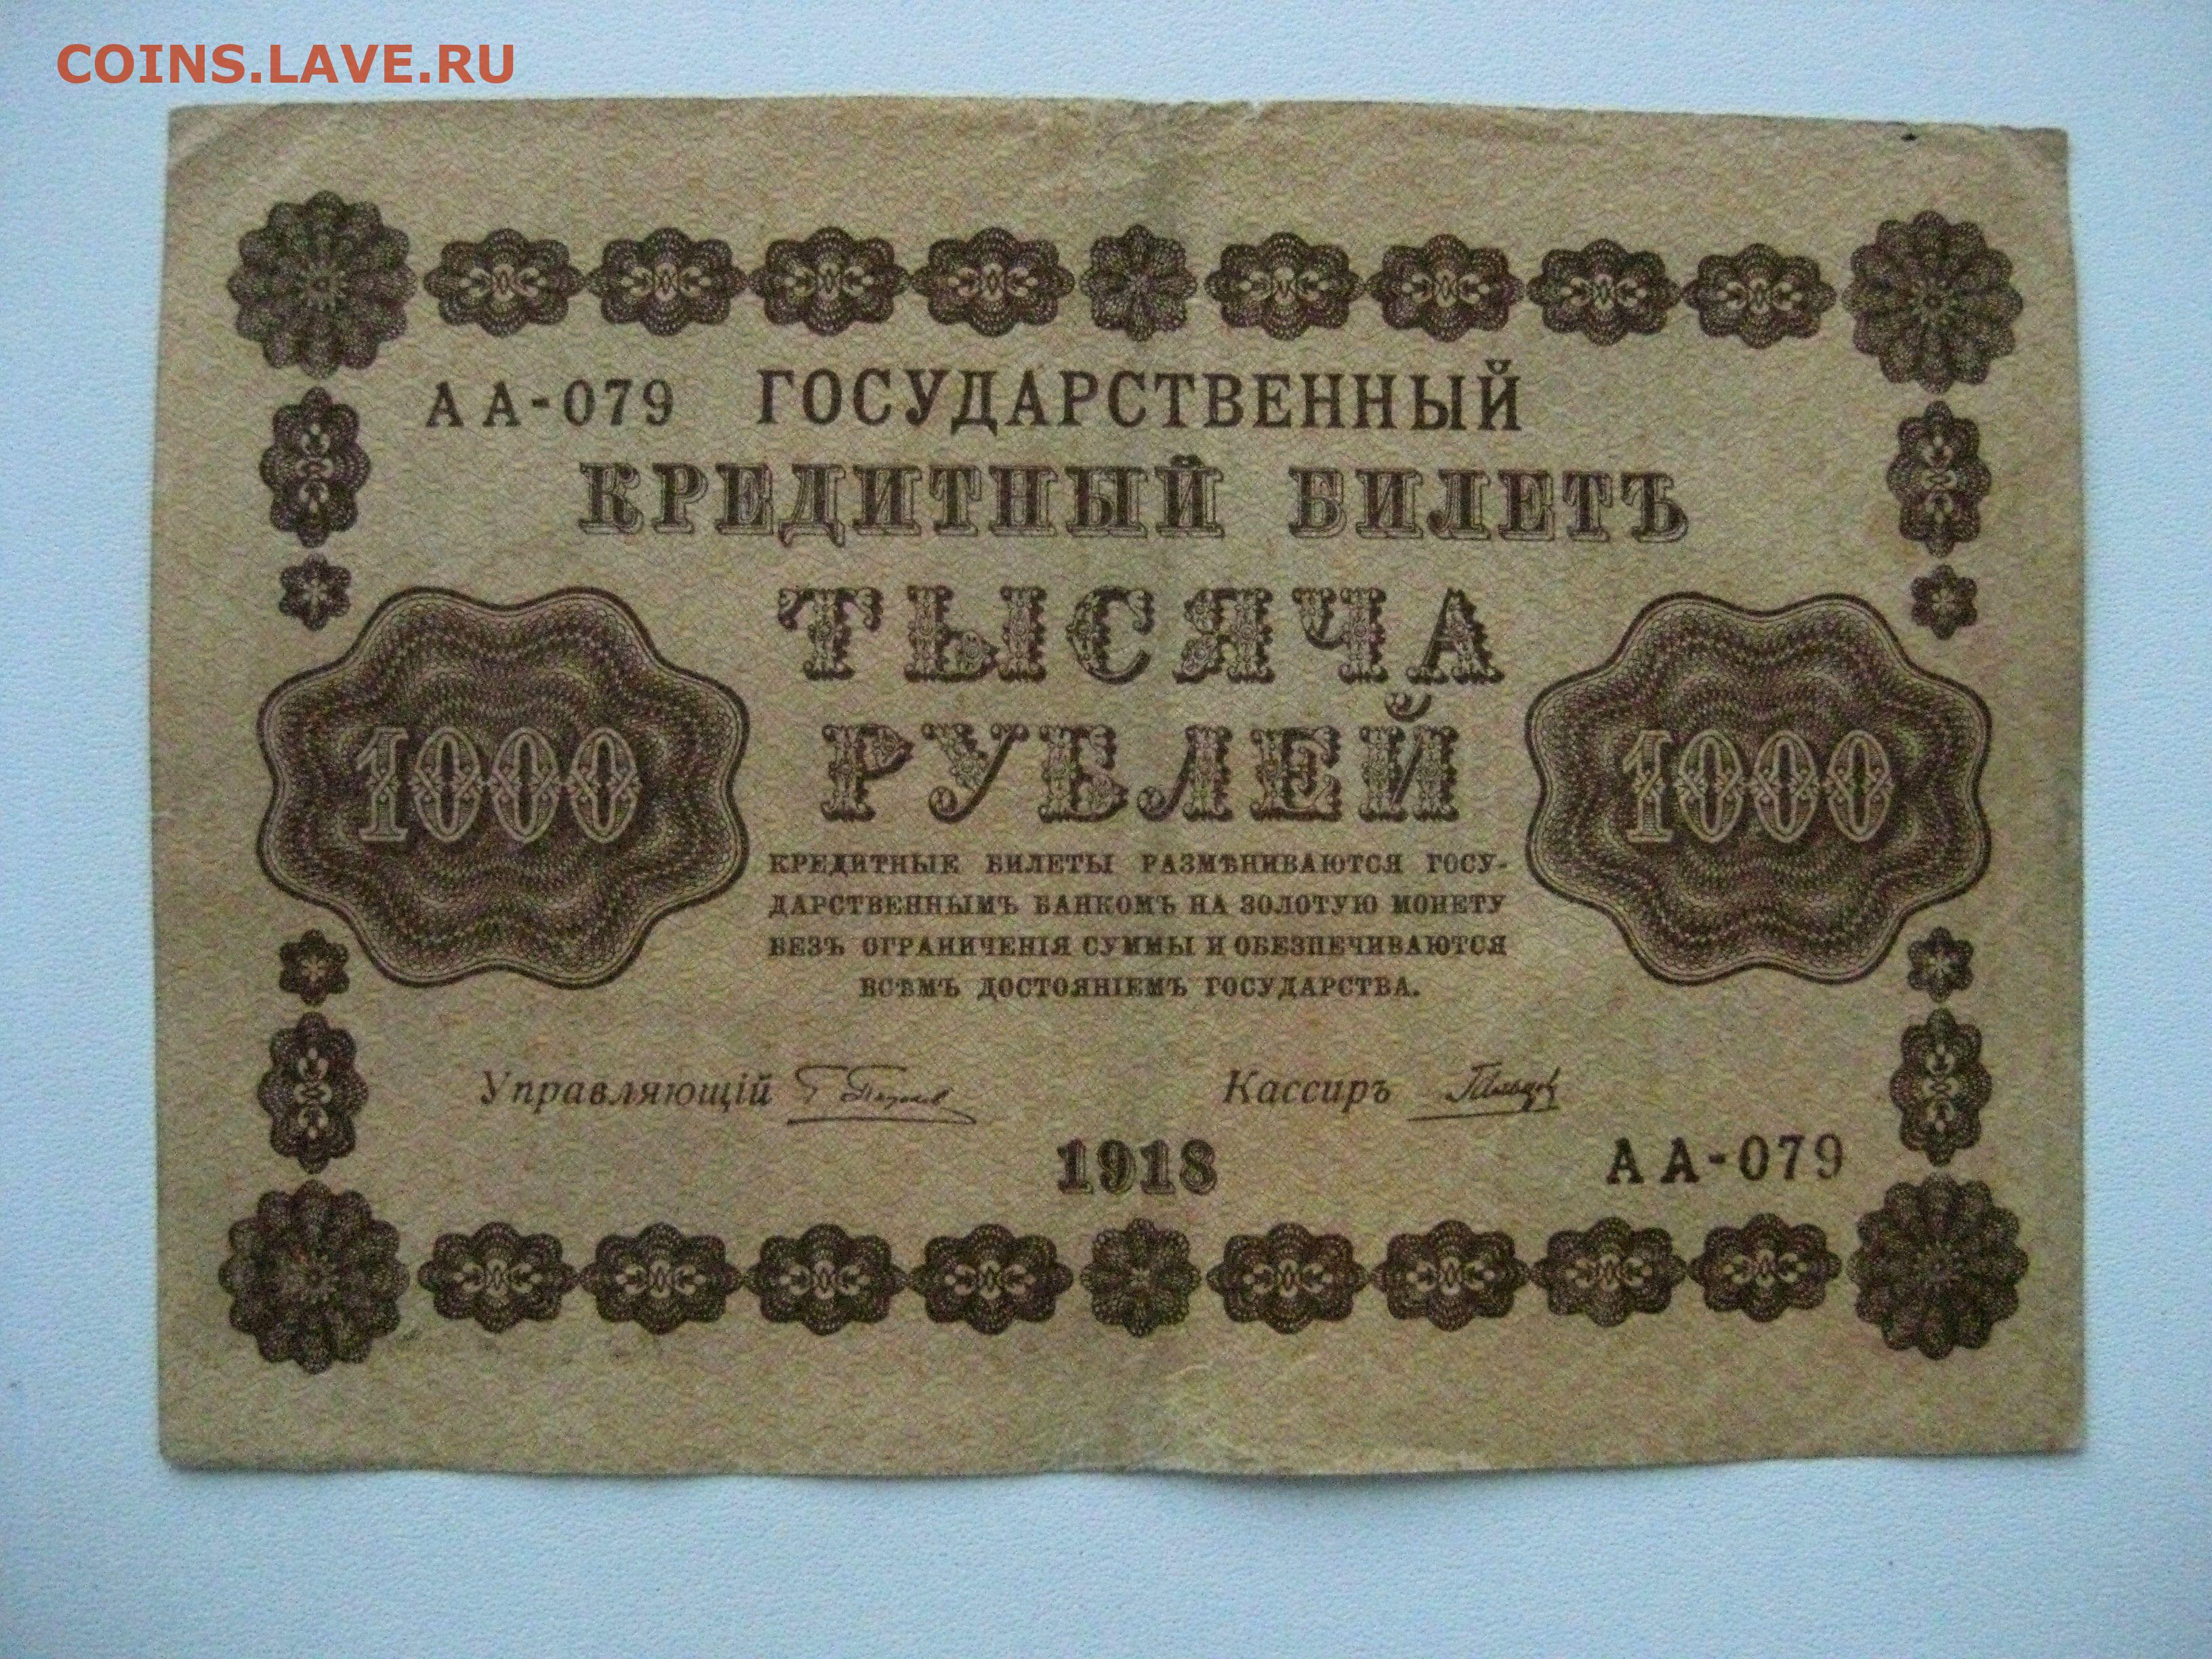 COINS.LAVE.RU
АА-079 ГОСУДАРСТВЕННЫЙ
КРЕДИТНЫЙ БИЛЕТЪ
ТЫСЯЧА
РУБЛЕЙ
1000 1000
КРЕДИТНЫЕ БИЛЕТЫ РАЗМѢНИВАЮТСЯ ГОСУ-
ДАРСТВЕННЫМЪ БАНКОМЪ НА ЗОЛОТУЮ МОНЕТУ
БЕЗЪ ОГРАНИЧЕНІЯ СУММЫ И ОБЕЗПЕЧИВАЮТСЯ
ВСѢМЪ ДОСТОЯНІЕМЪ ГОСУДАРСТВА.
Управляющій Кассиръ
1918
АА-079